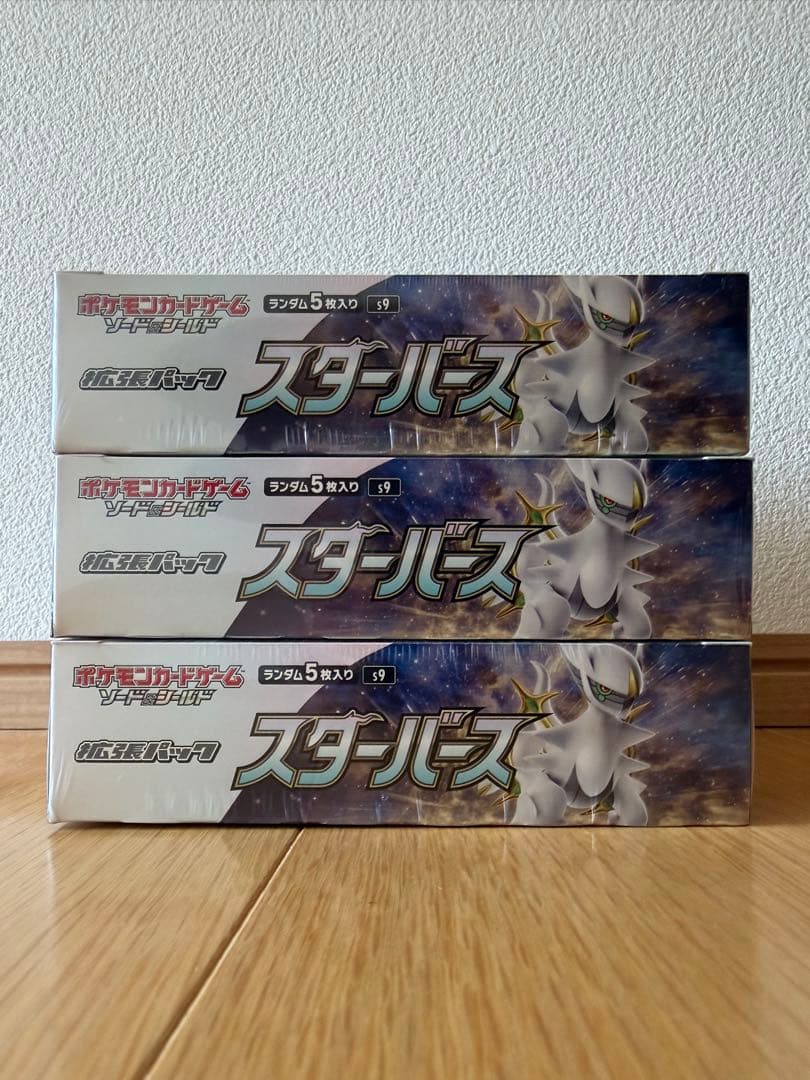 ポケモンカードゲーム
ソード&シールド
ランダム5枚入り s9
拡張パック
スターバース
ポケモンカードゲーム
ソード&シールド
ランダム5枚入り s9
拡張パック
スターバース
ポケモンカードゲーム
ソード&シールド
ランダム5枚入り s9
拡張パック
スターバース